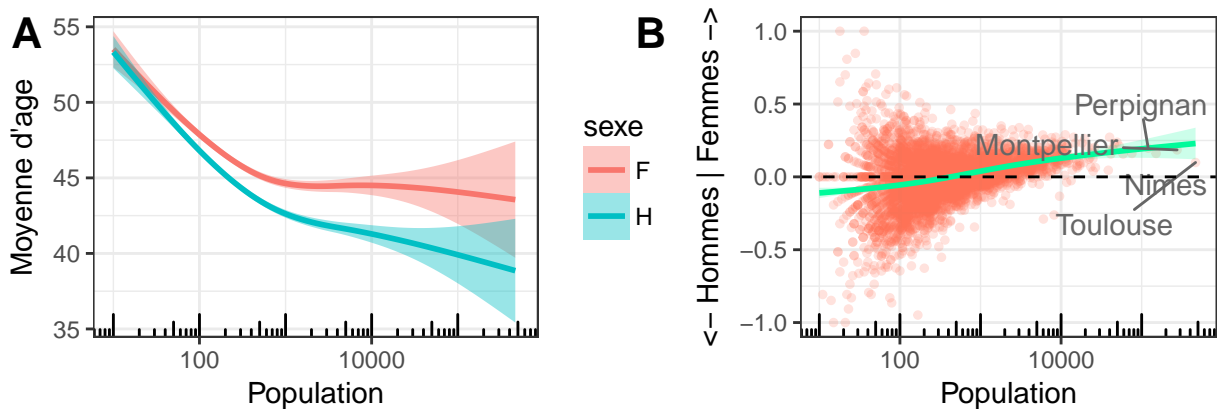 A
Moyenne d'age
55
50
45
40
35
100
10000
Population
sexe
F
H
B
<− Hommes | Femmes −>
1.0
0.5
0.0
−0.5
−1.0
Perpignan
Montpellier
Nimes
Toulouse
100
10000
Population